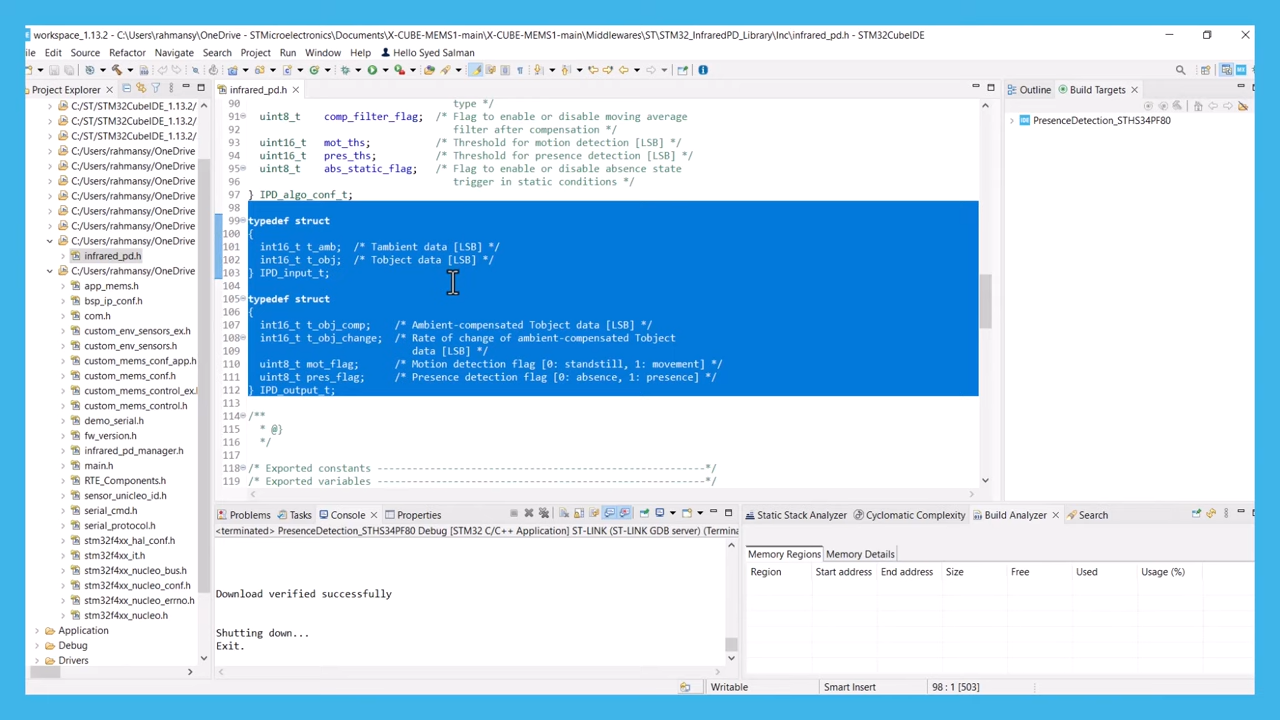 workspace_1.13.2 - C:\Users\rahmansy\OneDrive - STMicroelectronics\Documents\X-CUBE-MEMS1-main\X-CUBE-MEMS1-main\Middlewares\ST\STM32_InfraredPD_Library\Inc\infrared_pd.h - STM32CubeIDE
ile Edit Source Refactor Navigate Search Project Run Window Help Hello Syed Salman
Project Explorer
C:/ST/STM32CubeIDE_1.13.2/
C:/ST/STM32CubeIDE_1.13.2/
C:/ST/STM32CubeIDE_1.13.2/
C:/Users/rahmansy/OneDrive
C:/Users/rahmansy/OneDrive
C:/Users/rahmansy/OneDrive
C:/Users/rahmansy/OneDrive
C:/Users/rahmansy/OneDrive
C:/Users/rahmansy/OneDrive
C:/Users/rahmansy/OneDrive
infrared_pd.h
C:/Users/rahmansy/OneDrive
app_mems.h
bsp_ip_conf.h
com.h
custom_env_sensors_ex.h
custom_env_sensors.h
custom_mems_conf_app.h
custom_mems_conf.h
custom_mems_control_ex.h
custom_mems_control.h
demo_serial.h
fw_version.h
infrared_pd_manager.h
main.h
RTE_Components.h
sensor_unicleo_id.h
serial_cmd.h
serial_protocol.h
stm32f4xx_hal_conf.h
stm32f4xx_it.h
stm32f4xx_nucleo_bus.h
stm32f4xx_nucleo_conf.h
stm32f4xx_nucleo_errno.h
stm32f4xx_nucleo.h
Application
Debug
Drivers
infrared_pd.h
90 type */
91 uint8_t comp_filter_flag; /* Flag to enable or disable moving average
92 filter after compensation */
93 uint16_t mot_ths; /* Threshold for motion detection [LSB] */
94 uint16_t pres_ths; /* Threshold for presence detection [LSB] */
95 uint8_t abs_static_flag; /* Flag to enable or disable absence state
96 trigger in static conditions */
97 } IPD_algo_conf_t;
98
99 typedef struct
100 {
101 int16_t t_amb; /* Tambient data [LSB] */
102 int16_t t_obj; /* Tobject data [LSB] */
103 } IPD_input_t;
104
105 typedef struct
106 {
107 int16_t t_obj_comp; /* Ambient-compensated Tobject data [LSB] */
108 int16_t t_obj_change; /* Rate of change of ambient-compensated Tobject
109 data [LSB] */
110 uint8_t mot_flag; /* Motion detection flag [0: standstill, 1: movement] */
111 uint8_t pres_flag; /* Presence detection flag [0: absence, 1: presence] */
112 } IPD_output_t;
113
114 /**
115 * @}
116 */
117
118 /* Exported constants --------------------------------------------------------*/
119 /* Exported variables --------------------------------------------------------*/
Outline Build Targets
PresenceDetection_STHS34PF80
Problems Tasks Console Properties
<terminated> PresenceDetection_STHS34PF80 Debug [STM32 C/C++ Application] ST-LINK (ST-LINK GDB server) (Termina
Download verified successfully
Shutting down...
Exit.
Static Stack Analyzer Cyclomatic Complexity Build Analyzer Search
Memory Regions Memory Details
Region Start address End address Size Free Used Usage (%)
Writable Smart Insert 98 : 1 [503]